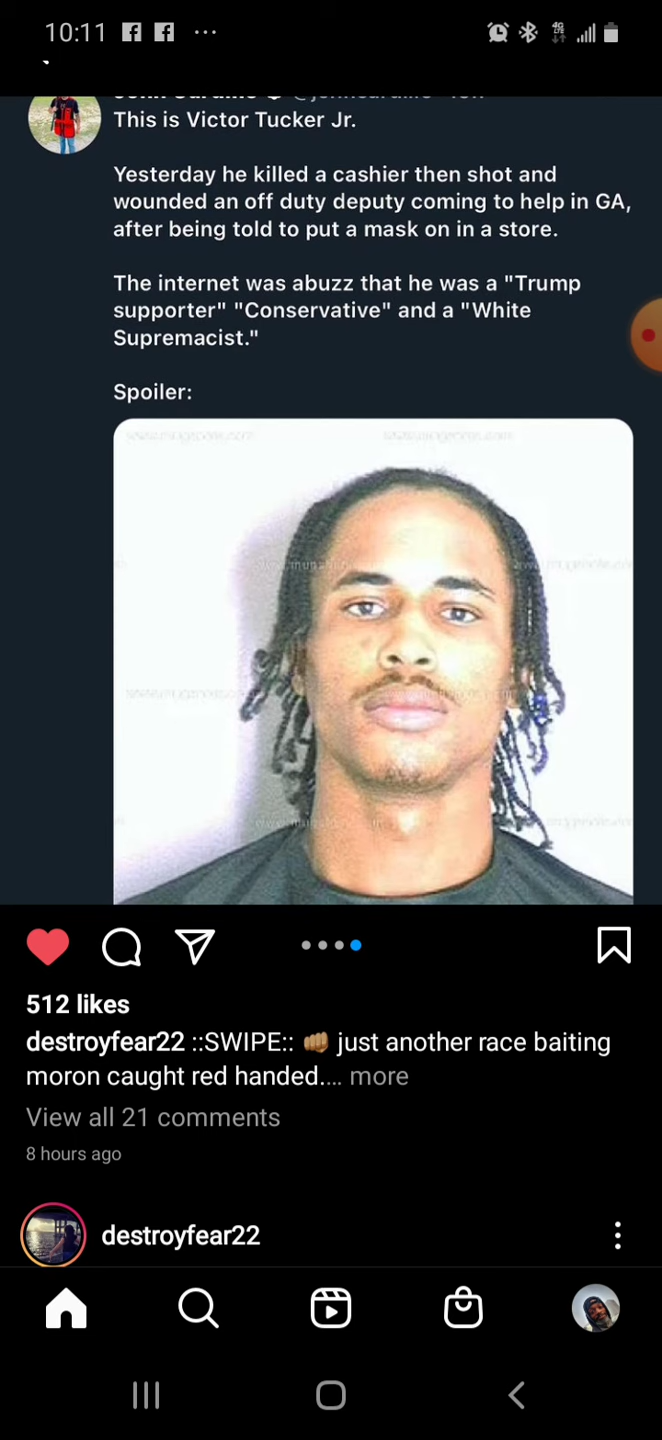 10:11
This is Victor Tucker Jr.
Yesterday he killed a cashier then shot and
wounded an off duty deputy coming to help in GA,
after being told to put a mask on in a store.
The internet was abuzz that he was a "Trump
supporter" "Conservative" and a "White
Supremacist."
Spoiler:
512 likes
destroyfear22 ::SWIPE:: 👊🏾 just another race baiting
moron caught red handed.... more
View all 21 comments
8 hours ago
destroyfear22